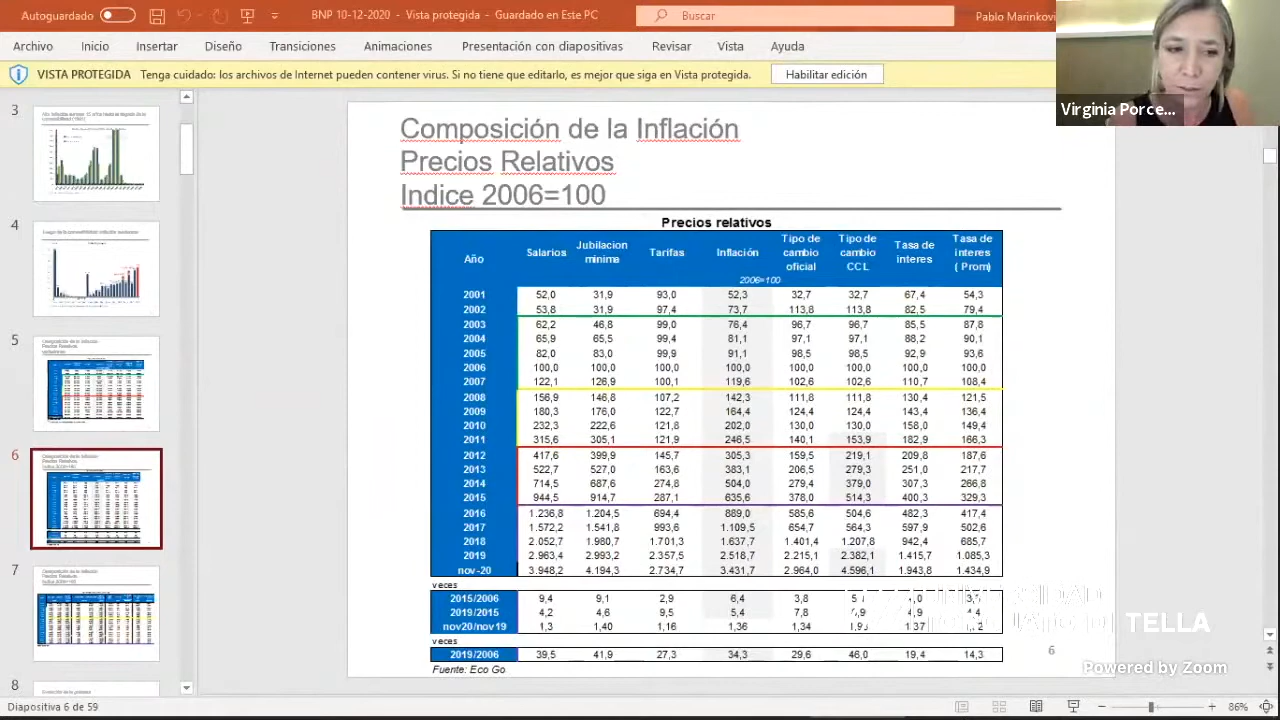 Autoguardado
BNP 10-12-2020 - Vista protegida • Guardado en Este PC
Buscar
Pablo Marinkovi
Archivo Inicio Insertar Diseño Transiciones Animaciones Presentación con diapositivas Revisar Vista Ayuda
VISTA PROTEGIDA Tenga cuidado: los archivos de Internet pueden contener virus. Si no tiene que editarlo, es mejor que siga en Vista protegida. Habilitar edición
Virginia Porce...
3
4
5
6
7
8
Composición de la Inflación
Precios Relativos
Indice 2006=100
Precios relativos
Año Salarios Jubilacion minima Tarifas Inflación Tipo de cambio oficial Tipo de cambio CCL Tasa de interes Tasa de interes ( Prom)
2006=100
2001 52,0 31,9 93,0 52,3 32,7 32,7 67,4 54,3
2002 53,8 31,9 97,4 73,7 113,8 113,8 82,5 79,4
2003 62,2 46,8 99,0 76,4 96,7 96,7 85,5 87,8
2004 65,9 65,5 99,4 81,1 97,1 97,1 88,2 90,1
2005 82,0 83,0 99,9 91,1 98,5 98,5 92,9 93,6
2006 100,0 100,0 100,0 100,0 100,0 100,0 100,0 100,0
2007 122,1 126,9 100,1 119,6 102,6 102,6 110,7 108,4
2008 156,9 146,8 107,2 142,3 111,8 111,8 130,4 121,5
2009 180,3 176,0 122,7 164,4 124,4 124,4 143,4 136,4
2010 232,3 222,6 121,8 202,0 130,0 130,0 158,0 149,4
2011 315,6 305,1 121,9 246,5 140,1 153,9 182,9 166,3
2012 417,6 399,9 145,7 159,5 219,1 209,8 187,6
2013 522,7 527,0 163,6 383,1 206,5 279,3 251,0 217,7
2014 714,5 687,6 274,8 279,4 379,0 307,3 266,8
2015 944,5 914,7 287,1 378,0 514,3 400,3 329,3
2016 1.236,8 1.204,5 694,4 889,0 585,6 504,6 482,3 417,4
2017 1.572,2 1.541,8 993,6 1.109,5 654,7 564,3 597,9 502,6
2018 2.052,7 1.980,7 1.701,3 1.637,7 1.401,4 1.207,8 942,4 685,7
2019 2.963,4 2.993,2 2.357,5 2.518,7 2.215,1 2.382,1 1.415,7 1.085,3
nov-20 3.948,2 4.194,3 2.734,7 3.431,7 2.964,0 4.596,1 1.943,8 1.434,9
veces
2015/2006 9,4 9,1 2,9 6,4 3,8
2019/2015 4,2 4,6 9,5 5,4 7,8 4,9 4,4
nov20/nov19 1,3 1,40 1,16 1,36 1,34
veces
2019/2006 39,5 41,9 27,3 34,3 29,6 46,0 19,4 14,3
Fuente: Eco Go
6
TELLA
Powered by Zoom
Diapositiva 6 de 59
86%